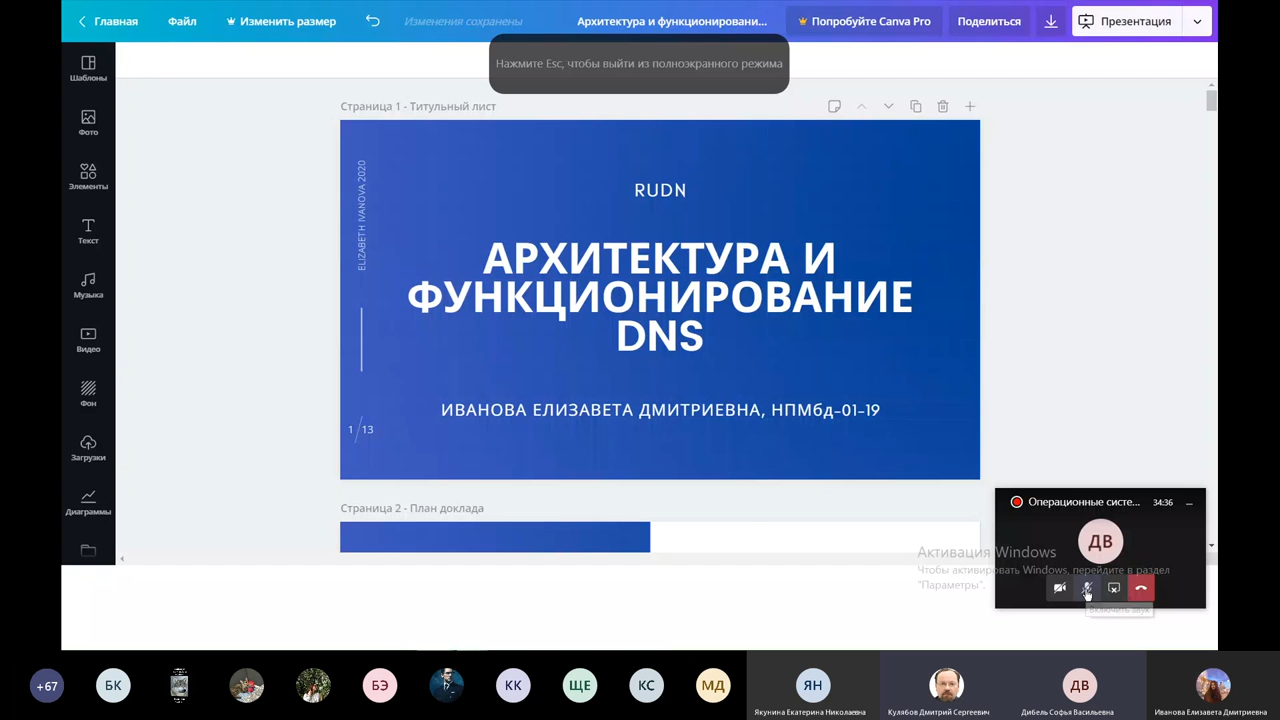 Главная
Файл
Изменить размер
Изменения сохранены
Архитектура и функционировани...
Попробуйте Canva Pro
Поделиться
Презентация
Нажмите Esc, чтобы выйти из полноэкранного режима
Шаблоны
Фото
Элементы
Текст
Музыка
Видео
Фон
Загрузки
Диаграммы
Страница 1 - Титульный лист
ELIZABETH IVANOVA 2020
RUDN
АРХИТЕКТУРА И
ФУНКЦИОНИРОВАНИЕ
DNS
ИВАНОВА ЕЛИЗАВЕТА ДМИТРИЕВНА, НПМбд-01-19
1/13
Страница 2 - План доклада
Операционные систе...
34:36
ДВ
Активация Windows
Чтобы активировать Windows, перейдите в раздел
"Параметры".
Включить звук
+67
БК
БЭ
КК
ЩЕ
КС
МД
ЯН
ДВ
Якунина Екатерина Николаевна
Кулябов Дмитрий Сергеевич
Дибель Софья Васильевна
Иванова Елизавета Дмитриевна